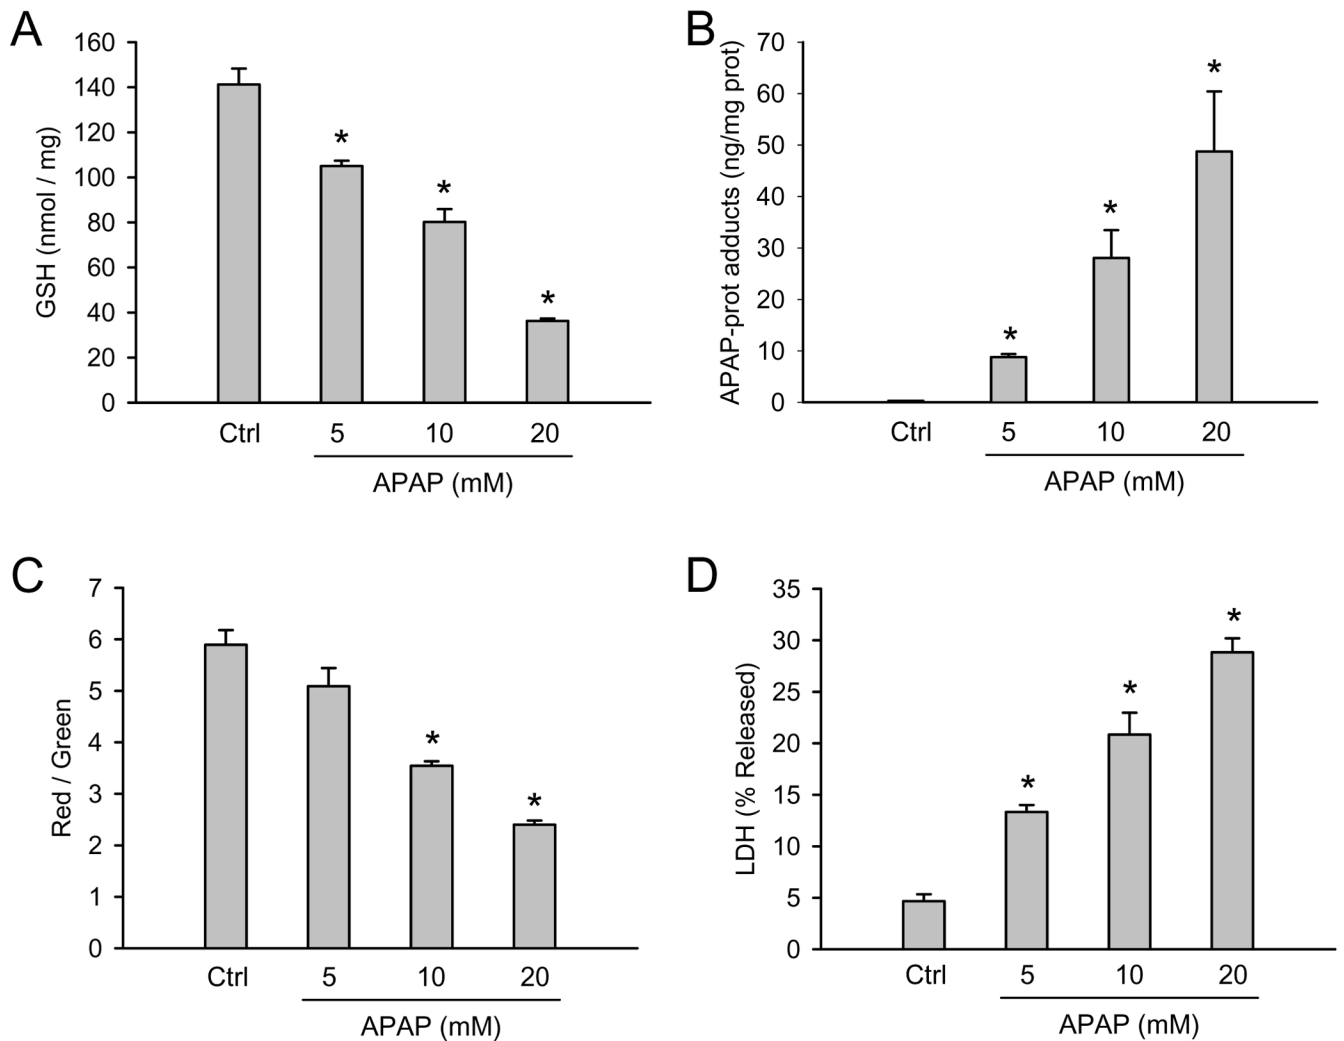 A
GSH (nmol / mg)
160
140
120
100
80
60
40
20
0
*
*
*
Ctrl 5 10 20
APAP (mM)
B
APAP-prot adducts (ng/mg prot)
70
60
50
40
30
20
10
0
*
*
*
Ctrl 5 10 20
APAP (mM)
C
Red / Green
7
6
5
4
3
2
1
0
*
*
Ctrl 5 10 20
APAP (mM)
D
LDH (% Released)
35
30
25
20
15
10
5
0
*
*
*
Ctrl 5 10 20
APAP (mM)